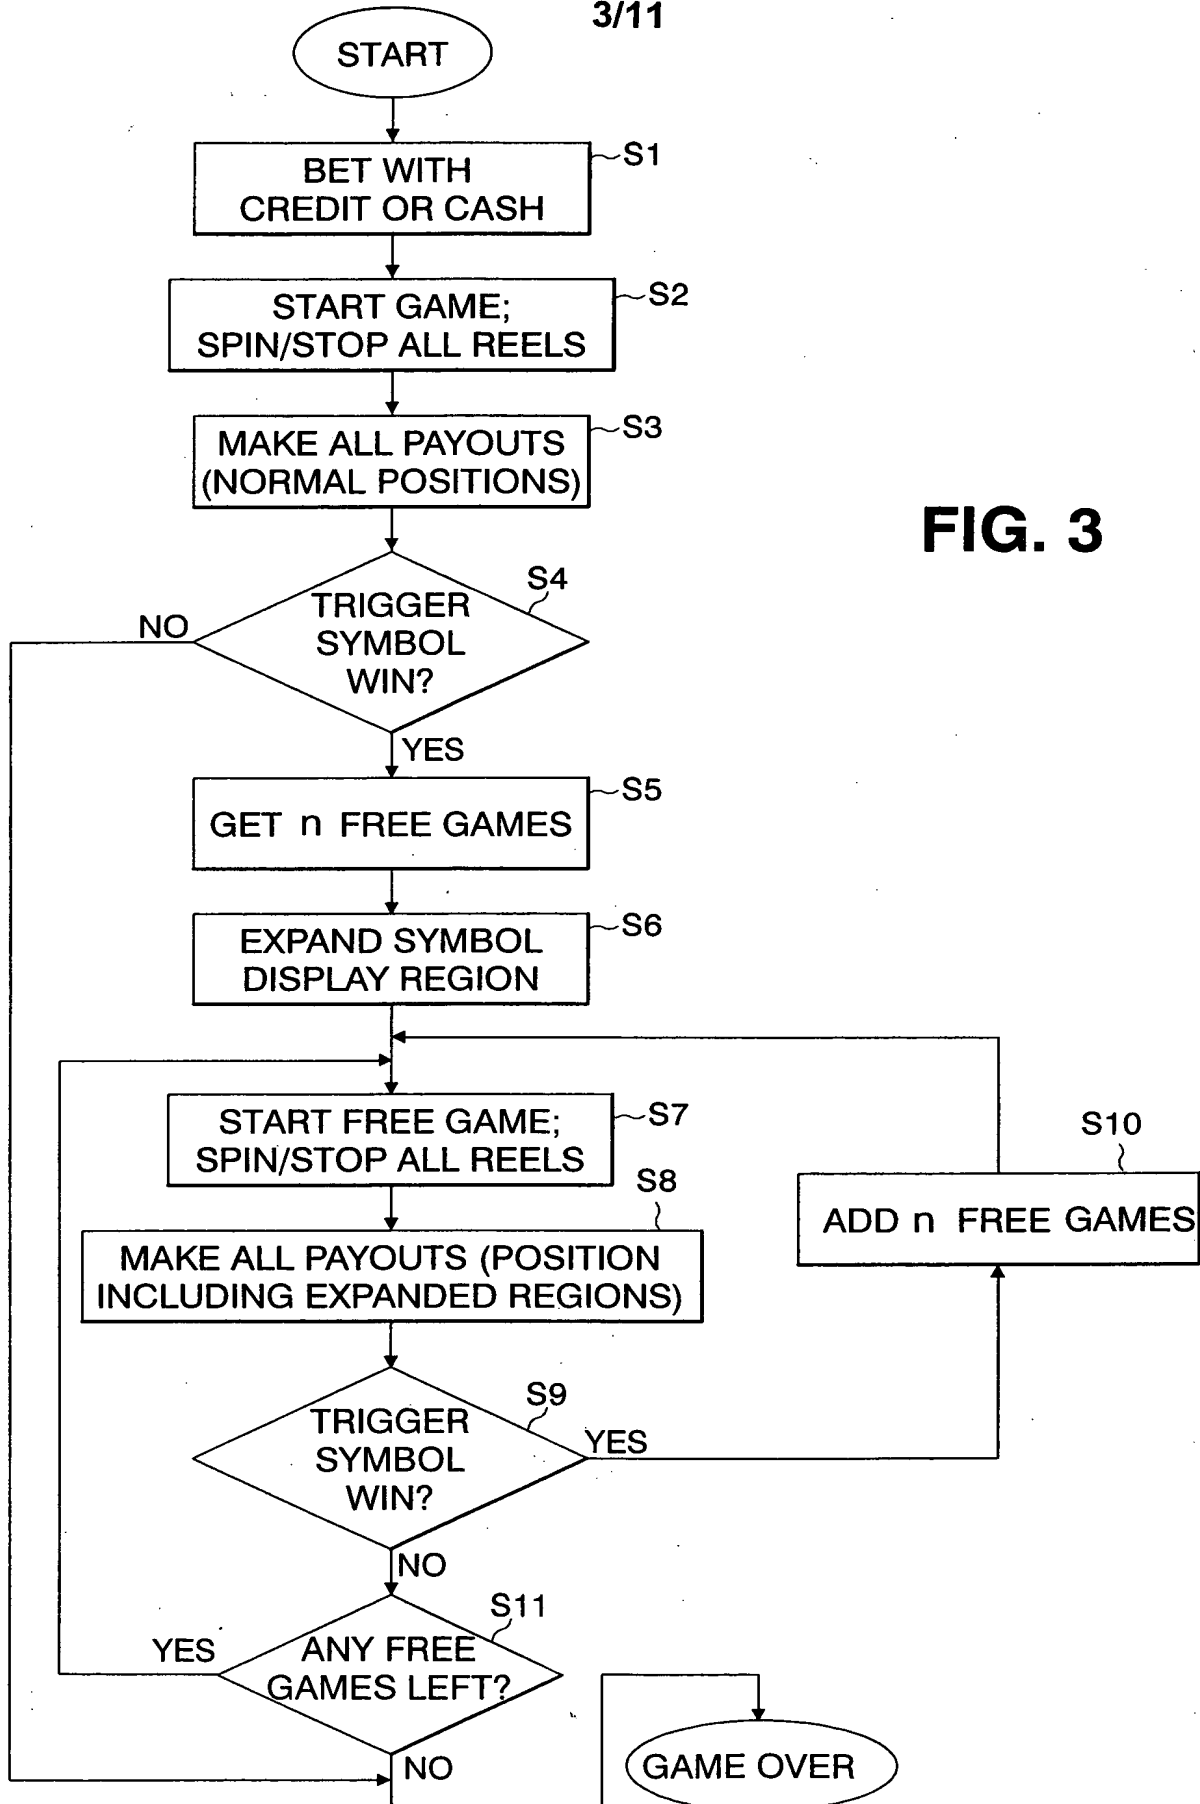 3/11
START
S1
BET WITH
CREDIT OR CASH
S2
START GAME;
SPIN/STOP ALL REELS
S3
MAKE ALL PAYOUTS
(NORMAL POSITIONS)
FIG. 3
S4
TRIGGER
SYMBOL
WIN?
NO
YES
S5
GET n FREE GAMES
S6
EXPAND SYMBOL
DISPLAY REGION
S7
START FREE GAME;
SPIN/STOP ALL REELS
S10
ADD n FREE GAMES
S8
MAKE ALL PAYOUTS (POSITION
INCLUDING EXPANDED REGIONS)
S9
TRIGGER
SYMBOL
WIN?
YES
NO
S11
YES
ANY FREE
GAMES LEFT?
NO
GAME OVER